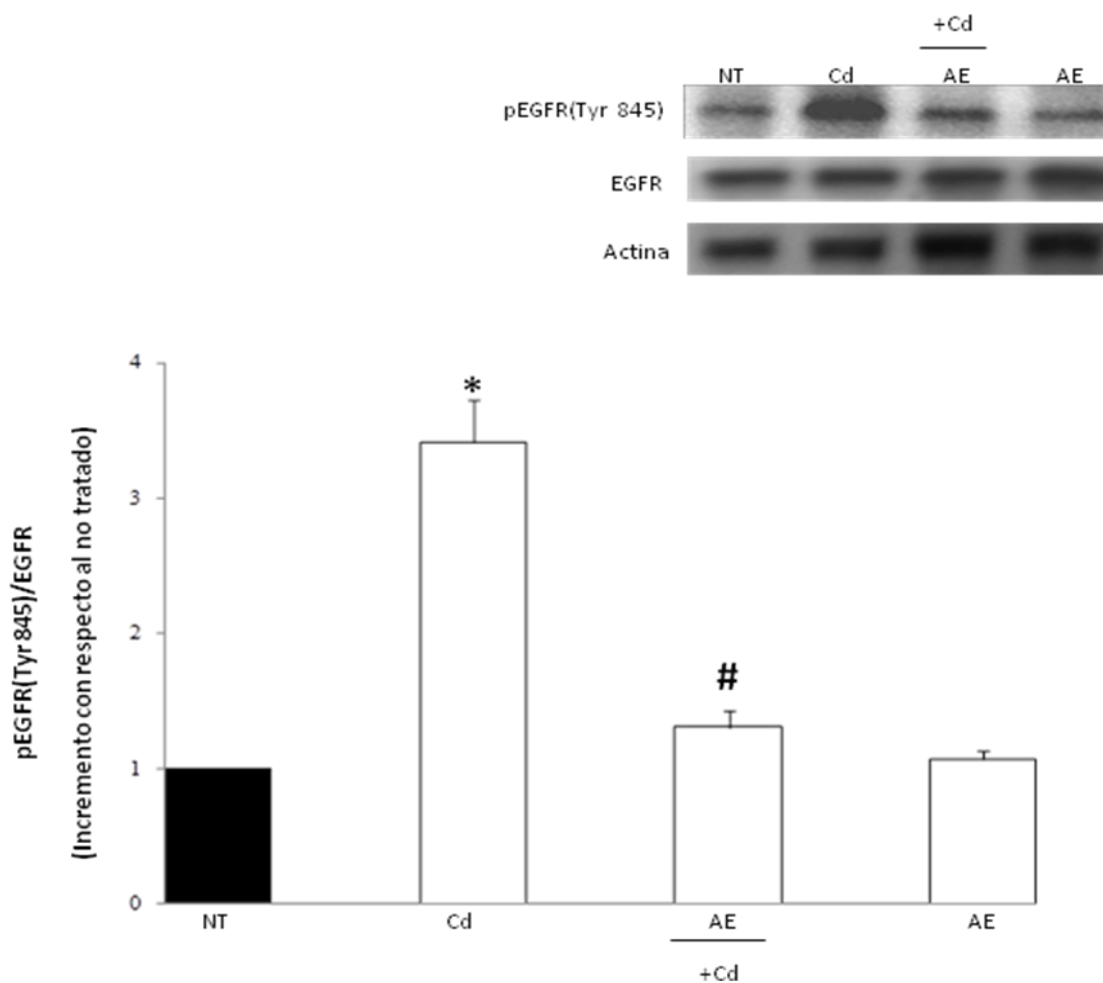 +Cd
NT Cd AE AE
pEGFR(Tyr 845)
EGFR
Actina
pEGFR(Tyr 845)/EGFR
(Incremento con respecto al no tratado)
4
3
2
1
0
*
#
NT Cd AE AE
+Cd